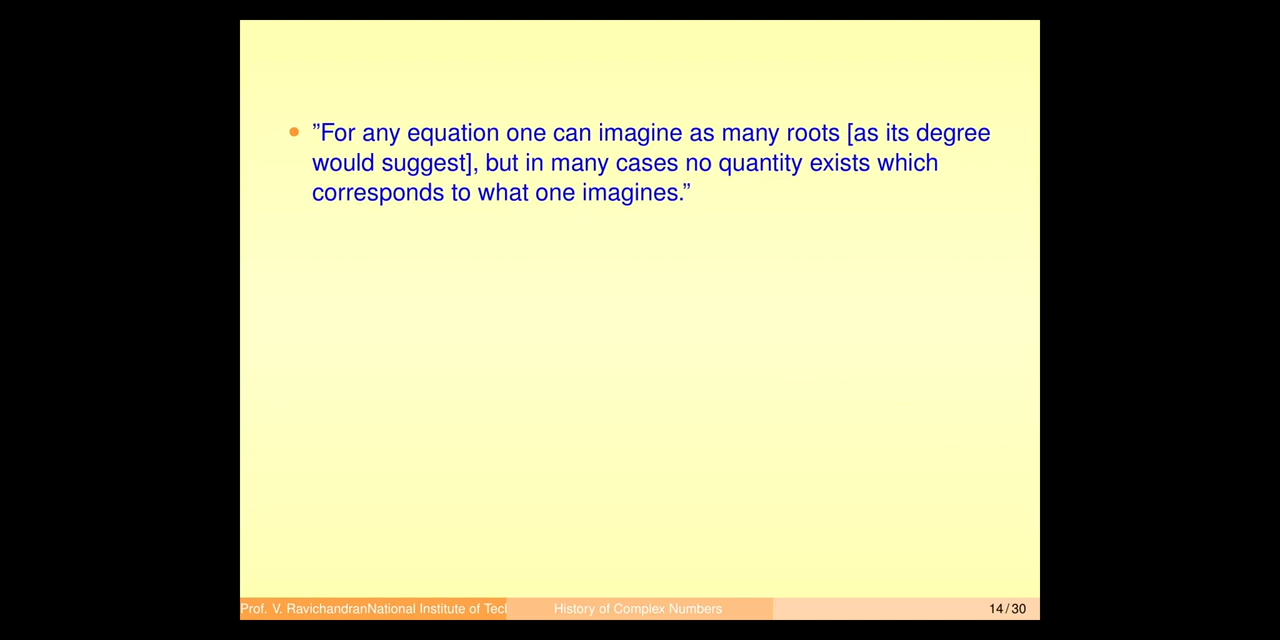 ”For any equation one can imagine as many roots [as its degree
would suggest], but in many cases no quantity exists which
corresponds to what one imagines.”
Prof. V. RavichandranNational Institute of Tecl
History of Complex Numbers
14 / 30